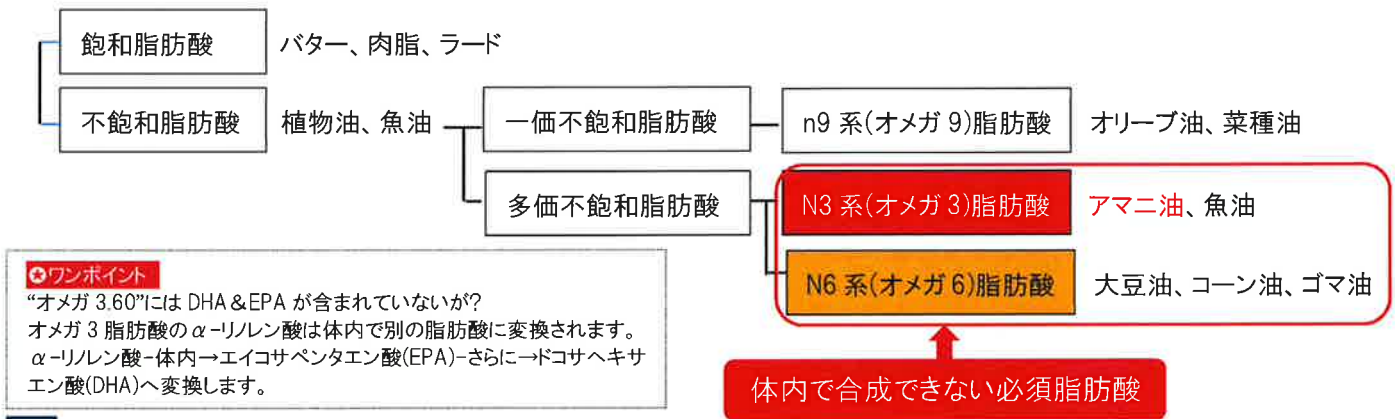 飽和脂肪酸 バター、肉脂、ラード
不飽和脂肪酸 植物油、魚油 一価不飽和脂肪酸 n9 系(オメガ 9)脂肪酸 オリーブ油、菜種油
多価不飽和脂肪酸 N3 系(オメガ 3)脂肪酸 アマニ油、魚油
N6 系(オメガ 6)脂肪酸 大豆油、コーン油、ゴマ油
体内で合成できない必須脂肪酸
✪ワンポイント
“オメガ 3.60”には DHA&EPA が含まれていないが?
オメガ 3 脂肪酸のα-リノレン酸は体内で別の脂肪酸に変換されます。
α-リノレン酸-体内→エイコサペンタエン酸(EPA)-さらに→ドコサヘキサ
エン酸(DHA)へ変換します。